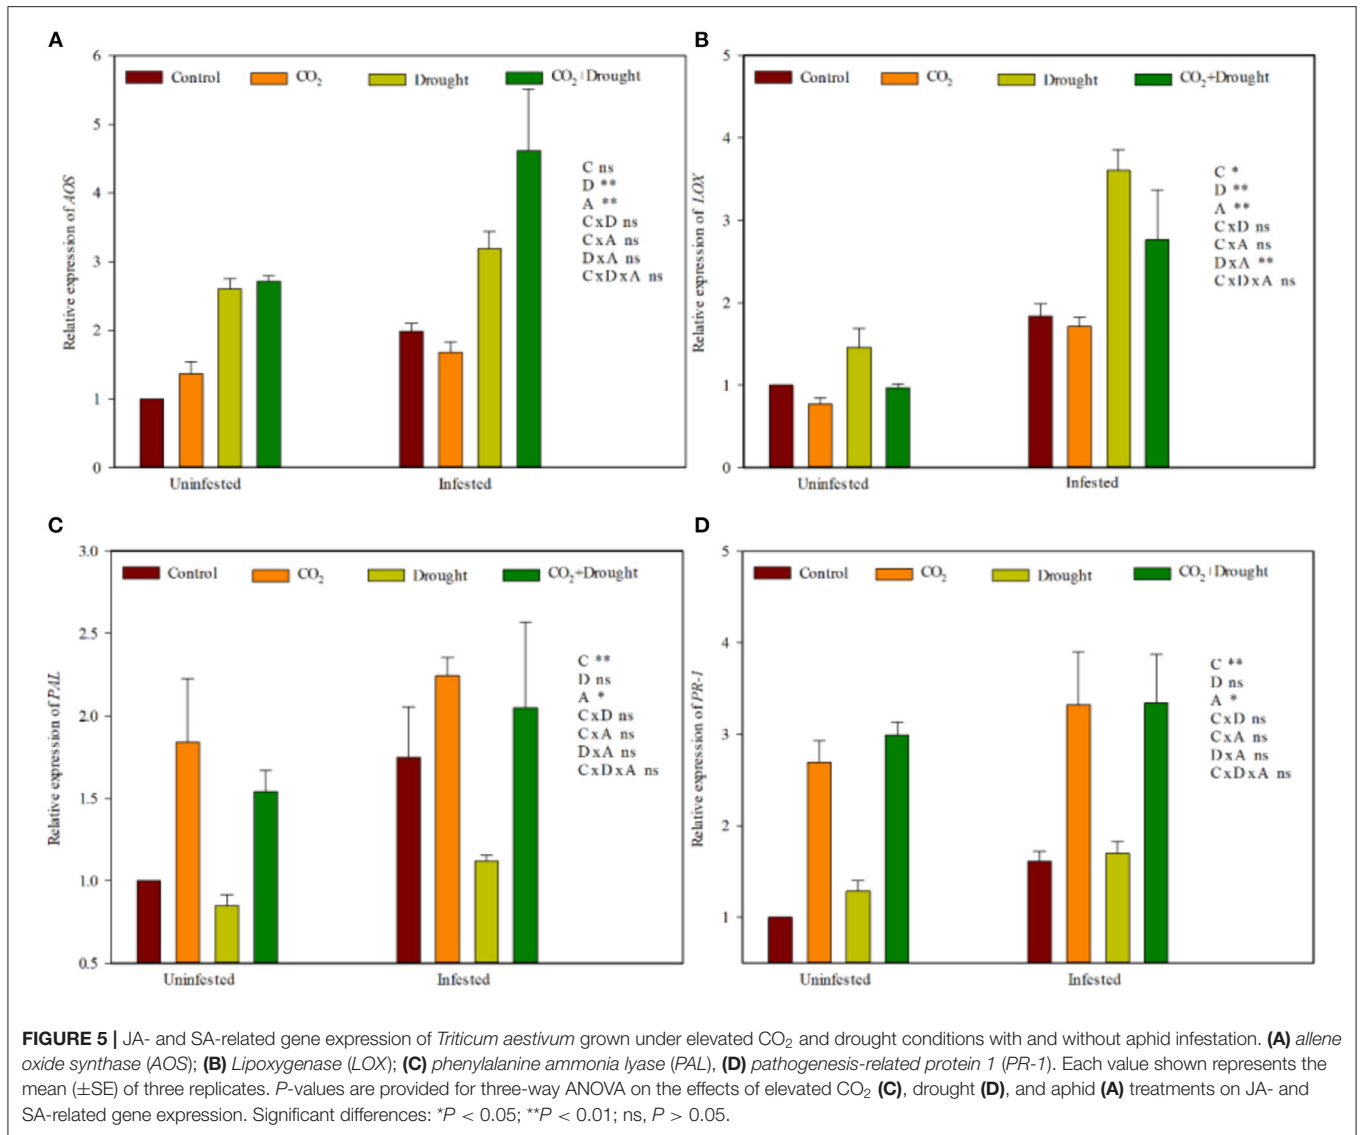 A
6
5
4
3
2
1
0
Relative expression of AOS
Control
CO₂
Drought
CO₂+Drought
C ns
D **
A **
CxD ns
CxA ns
DxA ns
CxDxA ns
Uninfested
Infested
B
5
4
3
2
1
0
Relative expression of LOX
Control
CO₂
Drought
CO₂+Drought
C *
D **
A **
CxD ns
CxA ns
DxA **
CxDxA ns
Uninfested
Infested
C
3.0
2.5
2.0
1.5
1.0
0.5
Relative expression of PAL
Control
CO₂
Drought
CO₂+Drought
C **
D ns
A *
CxD ns
CxA ns
DxA ns
CxDxA ns
Uninfested
Infested
D
5
4
3
2
1
Relative expression of PR-1
Control
CO₂
Drought
CO₂+Drought
C **
D ns
A *
CxD ns
CxA ns
DxA ns
CxDxA ns
Uninfested
Infested
FIGURE 5 | JA- and SA-related gene expression of Triticum aestivum grown under elevated CO₂ and drought conditions with and without aphid infestation. (A) allene
oxide synthase (AOS); (B) Lipoxygenase (LOX); (C) phenylalanine ammonia lyase (PAL), (D) pathogenesis-related protein 1 (PR-1). Each value shown represents the
mean (±SE) of three replicates. P-values are provided for three-way ANOVA on the effects of elevated CO₂ (C), drought (D), and aphid (A) treatments on JA- and
SA-related gene expression. Significant differences: *P < 0.05; **P < 0.01; ns, P > 0.05.